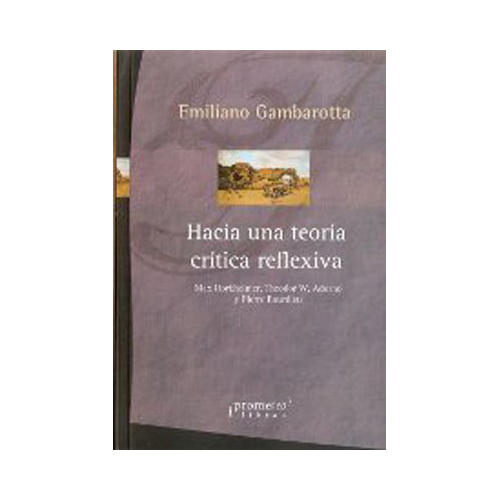 Emiliano Gambarotta
Hacia una teoría
crítica reflexiva
Max Horkheimer, Theodor W. Adorno
y Pierre Bourdieu
prometeo
libros